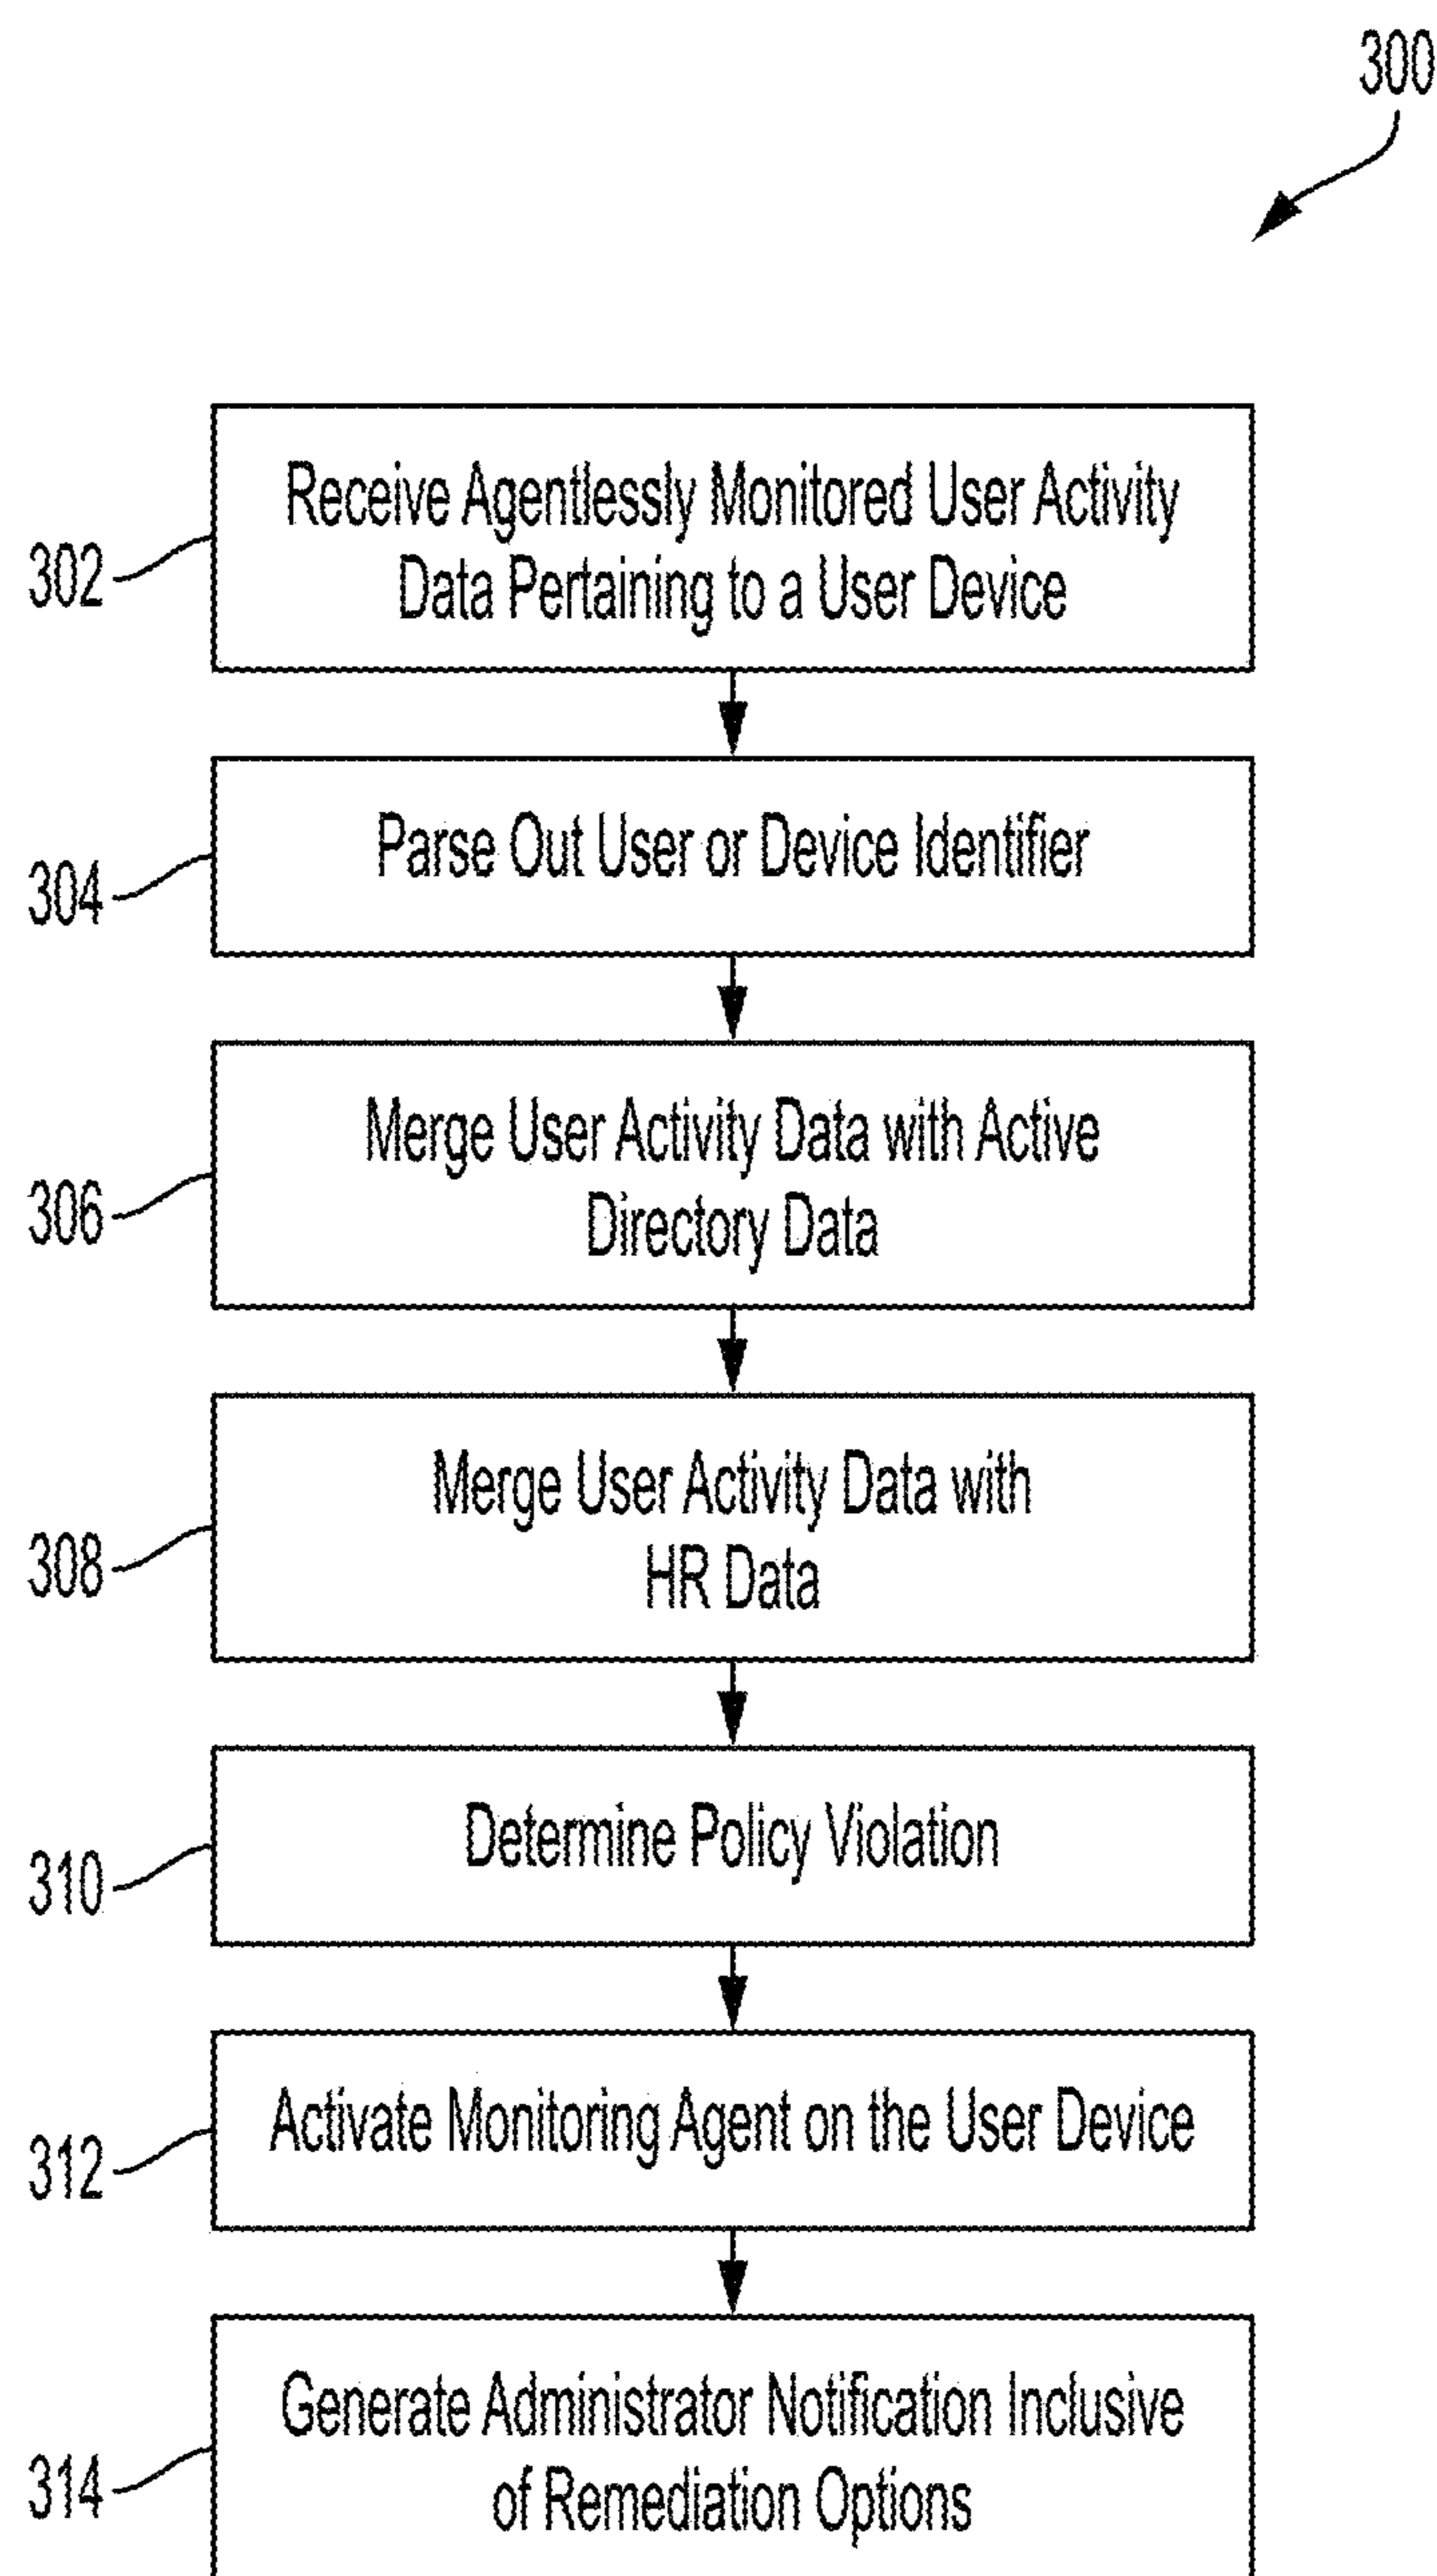 300
Receive Agentlessly Monitored User Activity
Data Pertaining to a User Device
302
Parse Out User or Device Identifier
304
Merge User Activity Data with Active
Directory Data
306
Merge User Activity Data with
HR Data
308
Determine Policy Violation
310
Activate Monitoring Agent on the User Device
312
Generate Administrator Notification Inclusive
of Remediation Options
314